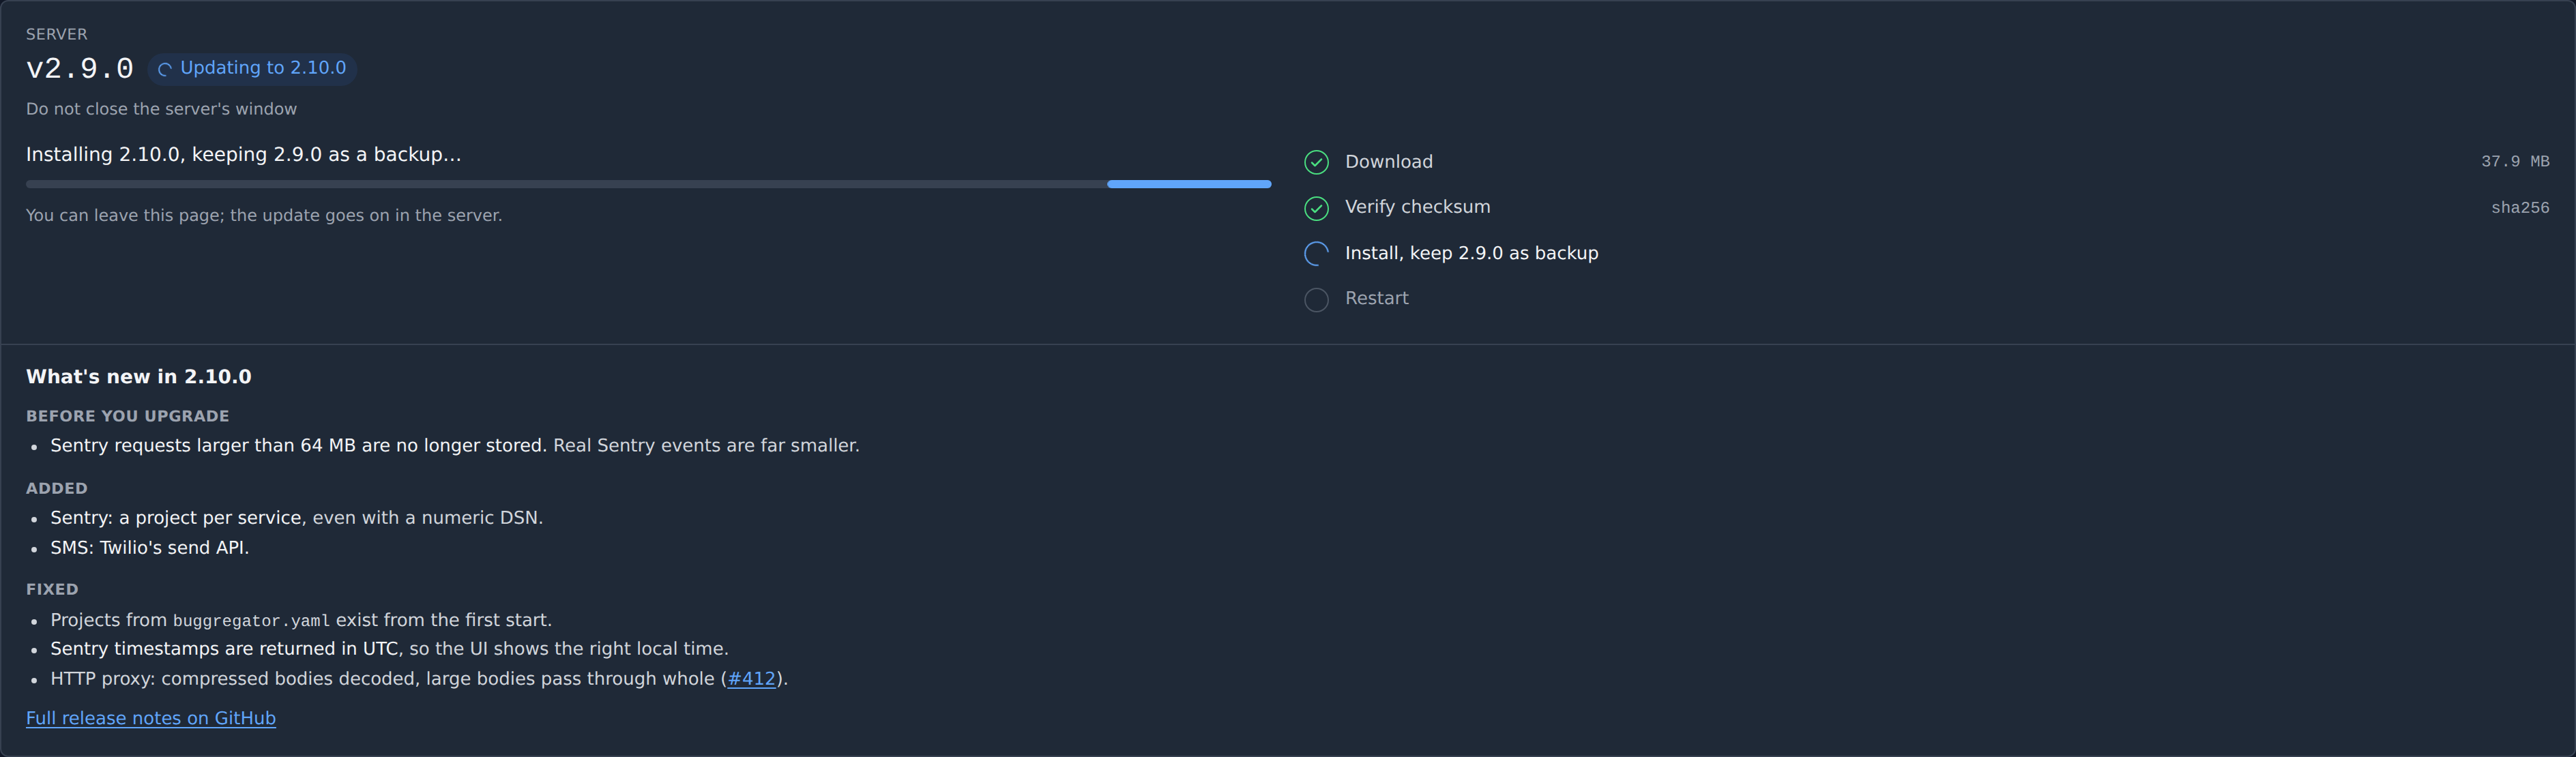 SERVER
v2.9.0 Updating to 2.10.0
Do not close the server's window
Installing 2.10.0, keeping 2.9.0 as a backup...
You can leave this page; the update goes on in the server.
Download 37.9 MB
Verify checksum sha256
Install, keep 2.9.0 as backup
Restart
What's new in 2.10.0
BEFORE YOU UPGRADE
• Sentry requests larger than 64 MB are no longer stored. Real Sentry events are far smaller.
ADDED
• Sentry: a project per service, even with a numeric DSN.
• SMS: Twilio's send API.
FIXED
• Projects from buggregator.yaml exist from the first start.
• Sentry timestamps are returned in UTC, so the UI shows the right local time.
• HTTP proxy: compressed bodies decoded, large bodies pass through whole (#412).
Full release notes on GitHub